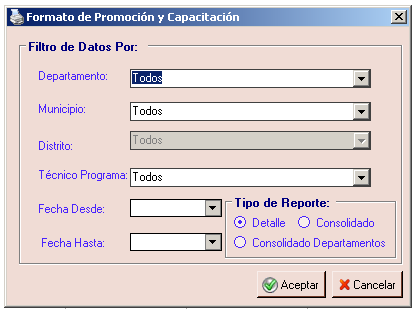 Formato de Promoción y Capacitación
Filtro de Datos Por:
Departamento: Todos
Municipio: Todos
Distrito: Todos
Técnico Programa: Todos
Fecha Desde:
Fecha Hasta:
Tipo de Reporte:
Detalle Consolidado
Consolidado Departamentos
Aceptar Cancelar